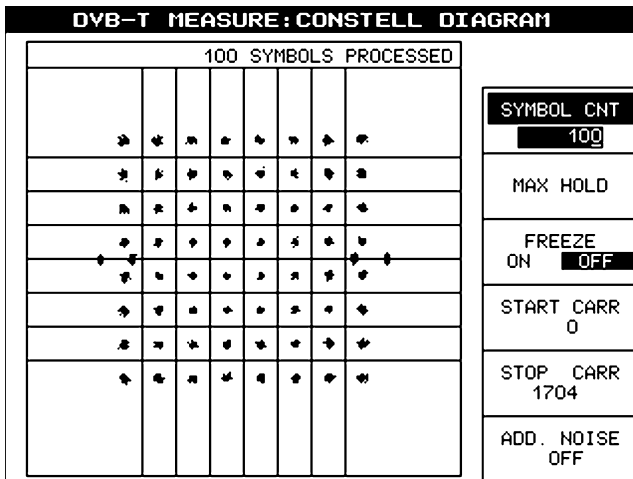 DVB-T MEASURE:CONSTELL DIAGRAM
100 SYMBOLS PROCESSED
SYMBOL CNT
100
MAX HOLD
FREEZE
ON OFF
START CARR
0
STOP CARR
1704
ADD. NOISE
OFF